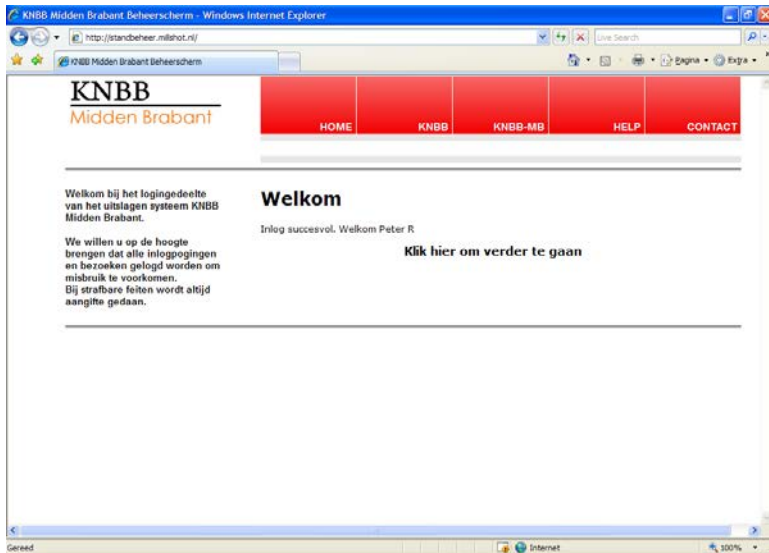 KNBB Midden Brabant Beheerscherm - Windows Internet Explorer
http://standbeheer.milshot.nl/
Live Search
KNBB Midden Brabant Beheerscherm
Pagina
Extra
KNBB
Midden Brabant
HOME KNBB KNBB-MB HELP CONTACT
Welkom bij het logingedeelte
van het uitslagen systeem KNBB
Midden Brabant.
We willen u op de hoogte
brengen dat alle inlogpogingen
en bezoeken gelogd worden om
misbruik te voorkomen.
Bij strafbare feiten wordt altijd
aangifte gedaan.
Welkom
Inlog succesvol. Welkom Peter R
Klik hier om verder te gaan
Gereed
Internet
100%